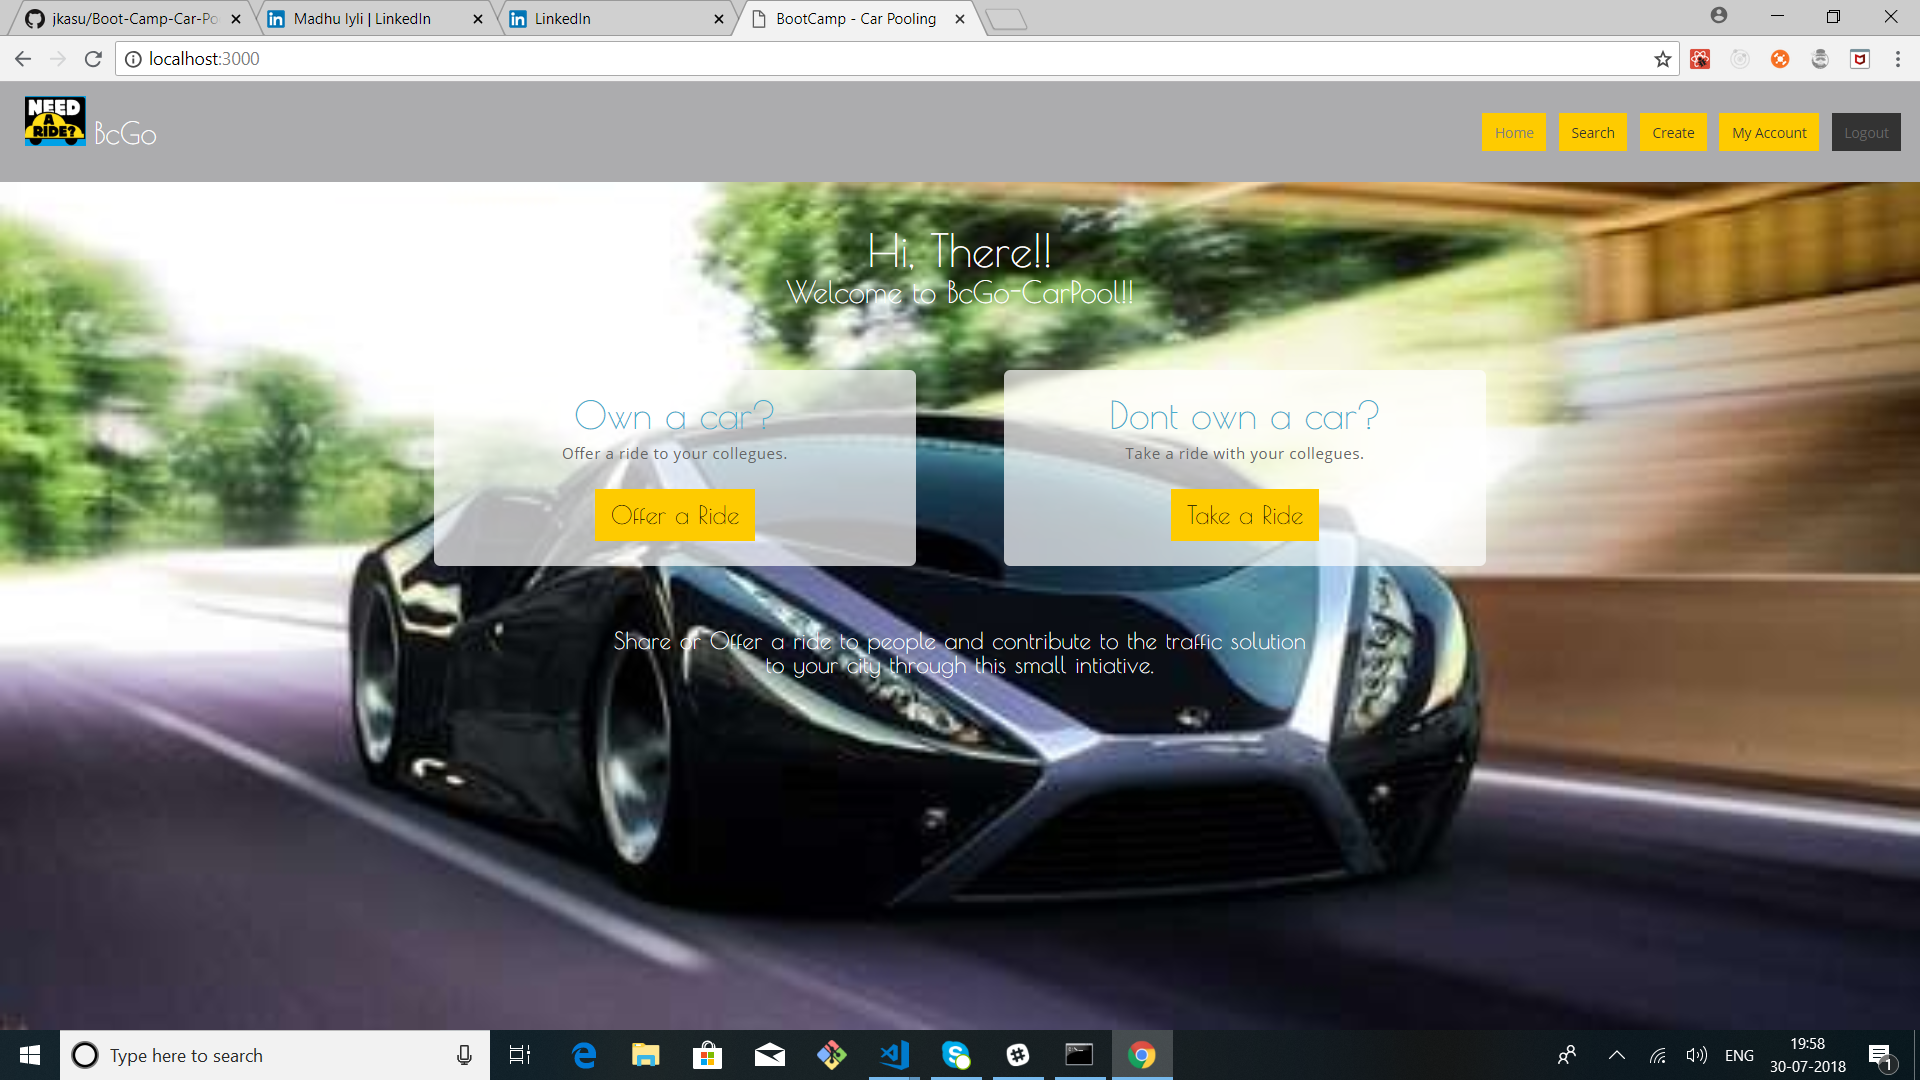 jkasu/Boot-Camp-Car-Po
Madhu Iyli | LinkedIn
LinkedIn
BootCamp - Car Pooling
localhost:3000
NEED
A
RIDE?
BcGo
Home
Search
Create
My Account
Logout
Hi, There!!
Welcome to BcGo-CarPool!!
Own a car?
Offer a ride to your collegues.
Offer a Ride
Dont own a car?
Take a ride with your collegues.
Take a Ride
Share or Offer a ride to people and contribute to the traffic solution
to your city through this small intiative.
Type here to search
ENG
19:58
30-07-2018
1